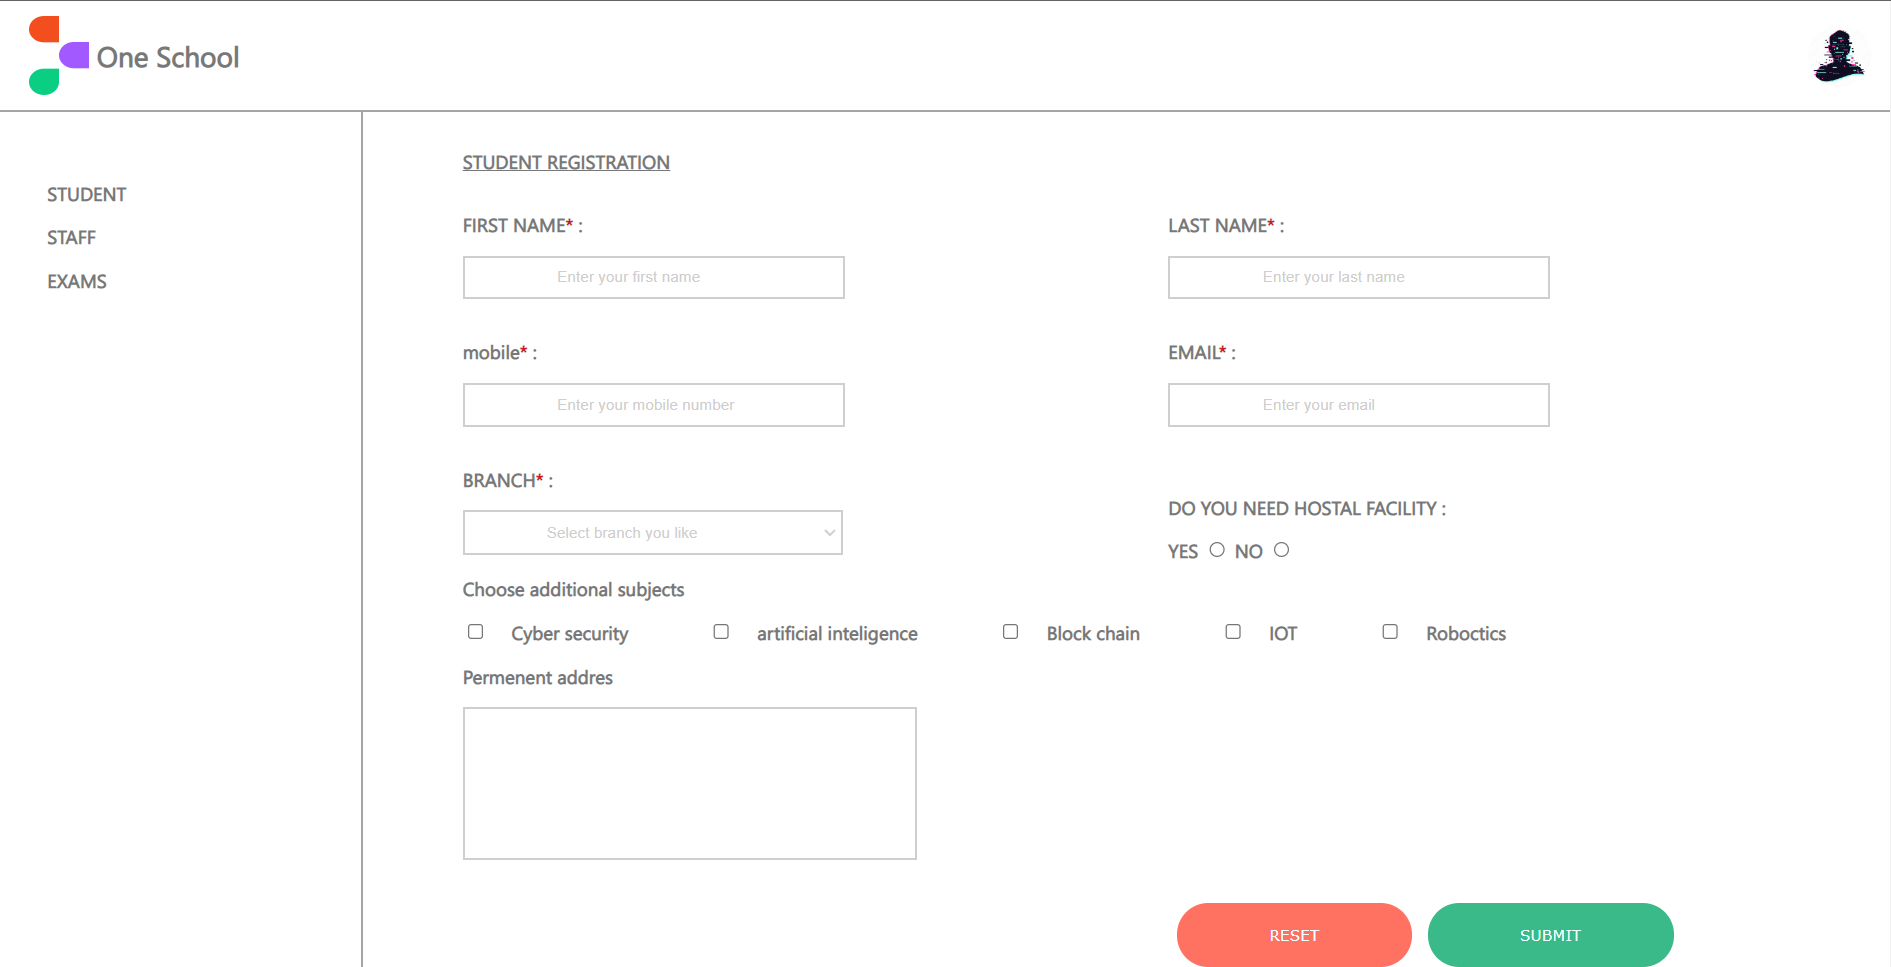 One School
STUDENT
STAFF
EXAMS
STUDENT REGISTRATION
FIRST NAME* :
LAST NAME* :
Enter your first name
Enter your last name
mobile* :
EMAIL* :
Enter your mobile number
Enter your email
BRANCH* :
DO YOU NEED HOSTAL FACILITY :
Select branch you like
YES NO
Choose additional subjects
Cyber security artificial inteligence Block chain IOT Roboctics
Permenent addres
RESET SUBMIT